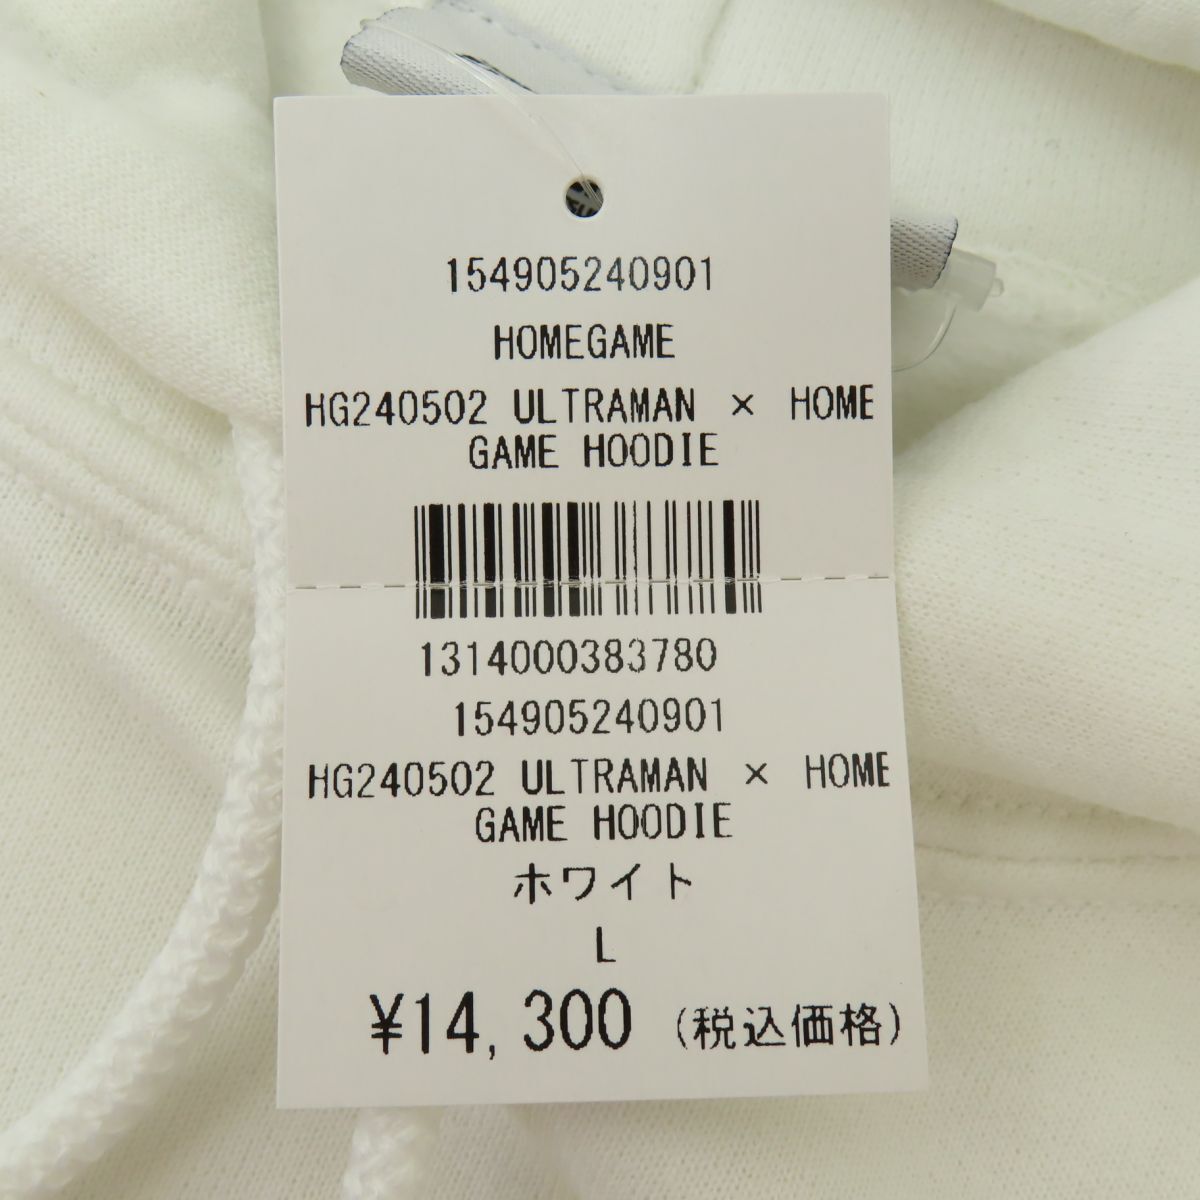 154905240901
HOMEGAME
HG240502 ULTRAMAN × HOME
GAME HOODIE
1314000383780
154905240901
HG240502 ULTRAMAN × HOME
GAME HOODIE
ホワイト
L
¥14,300 (税込価格)